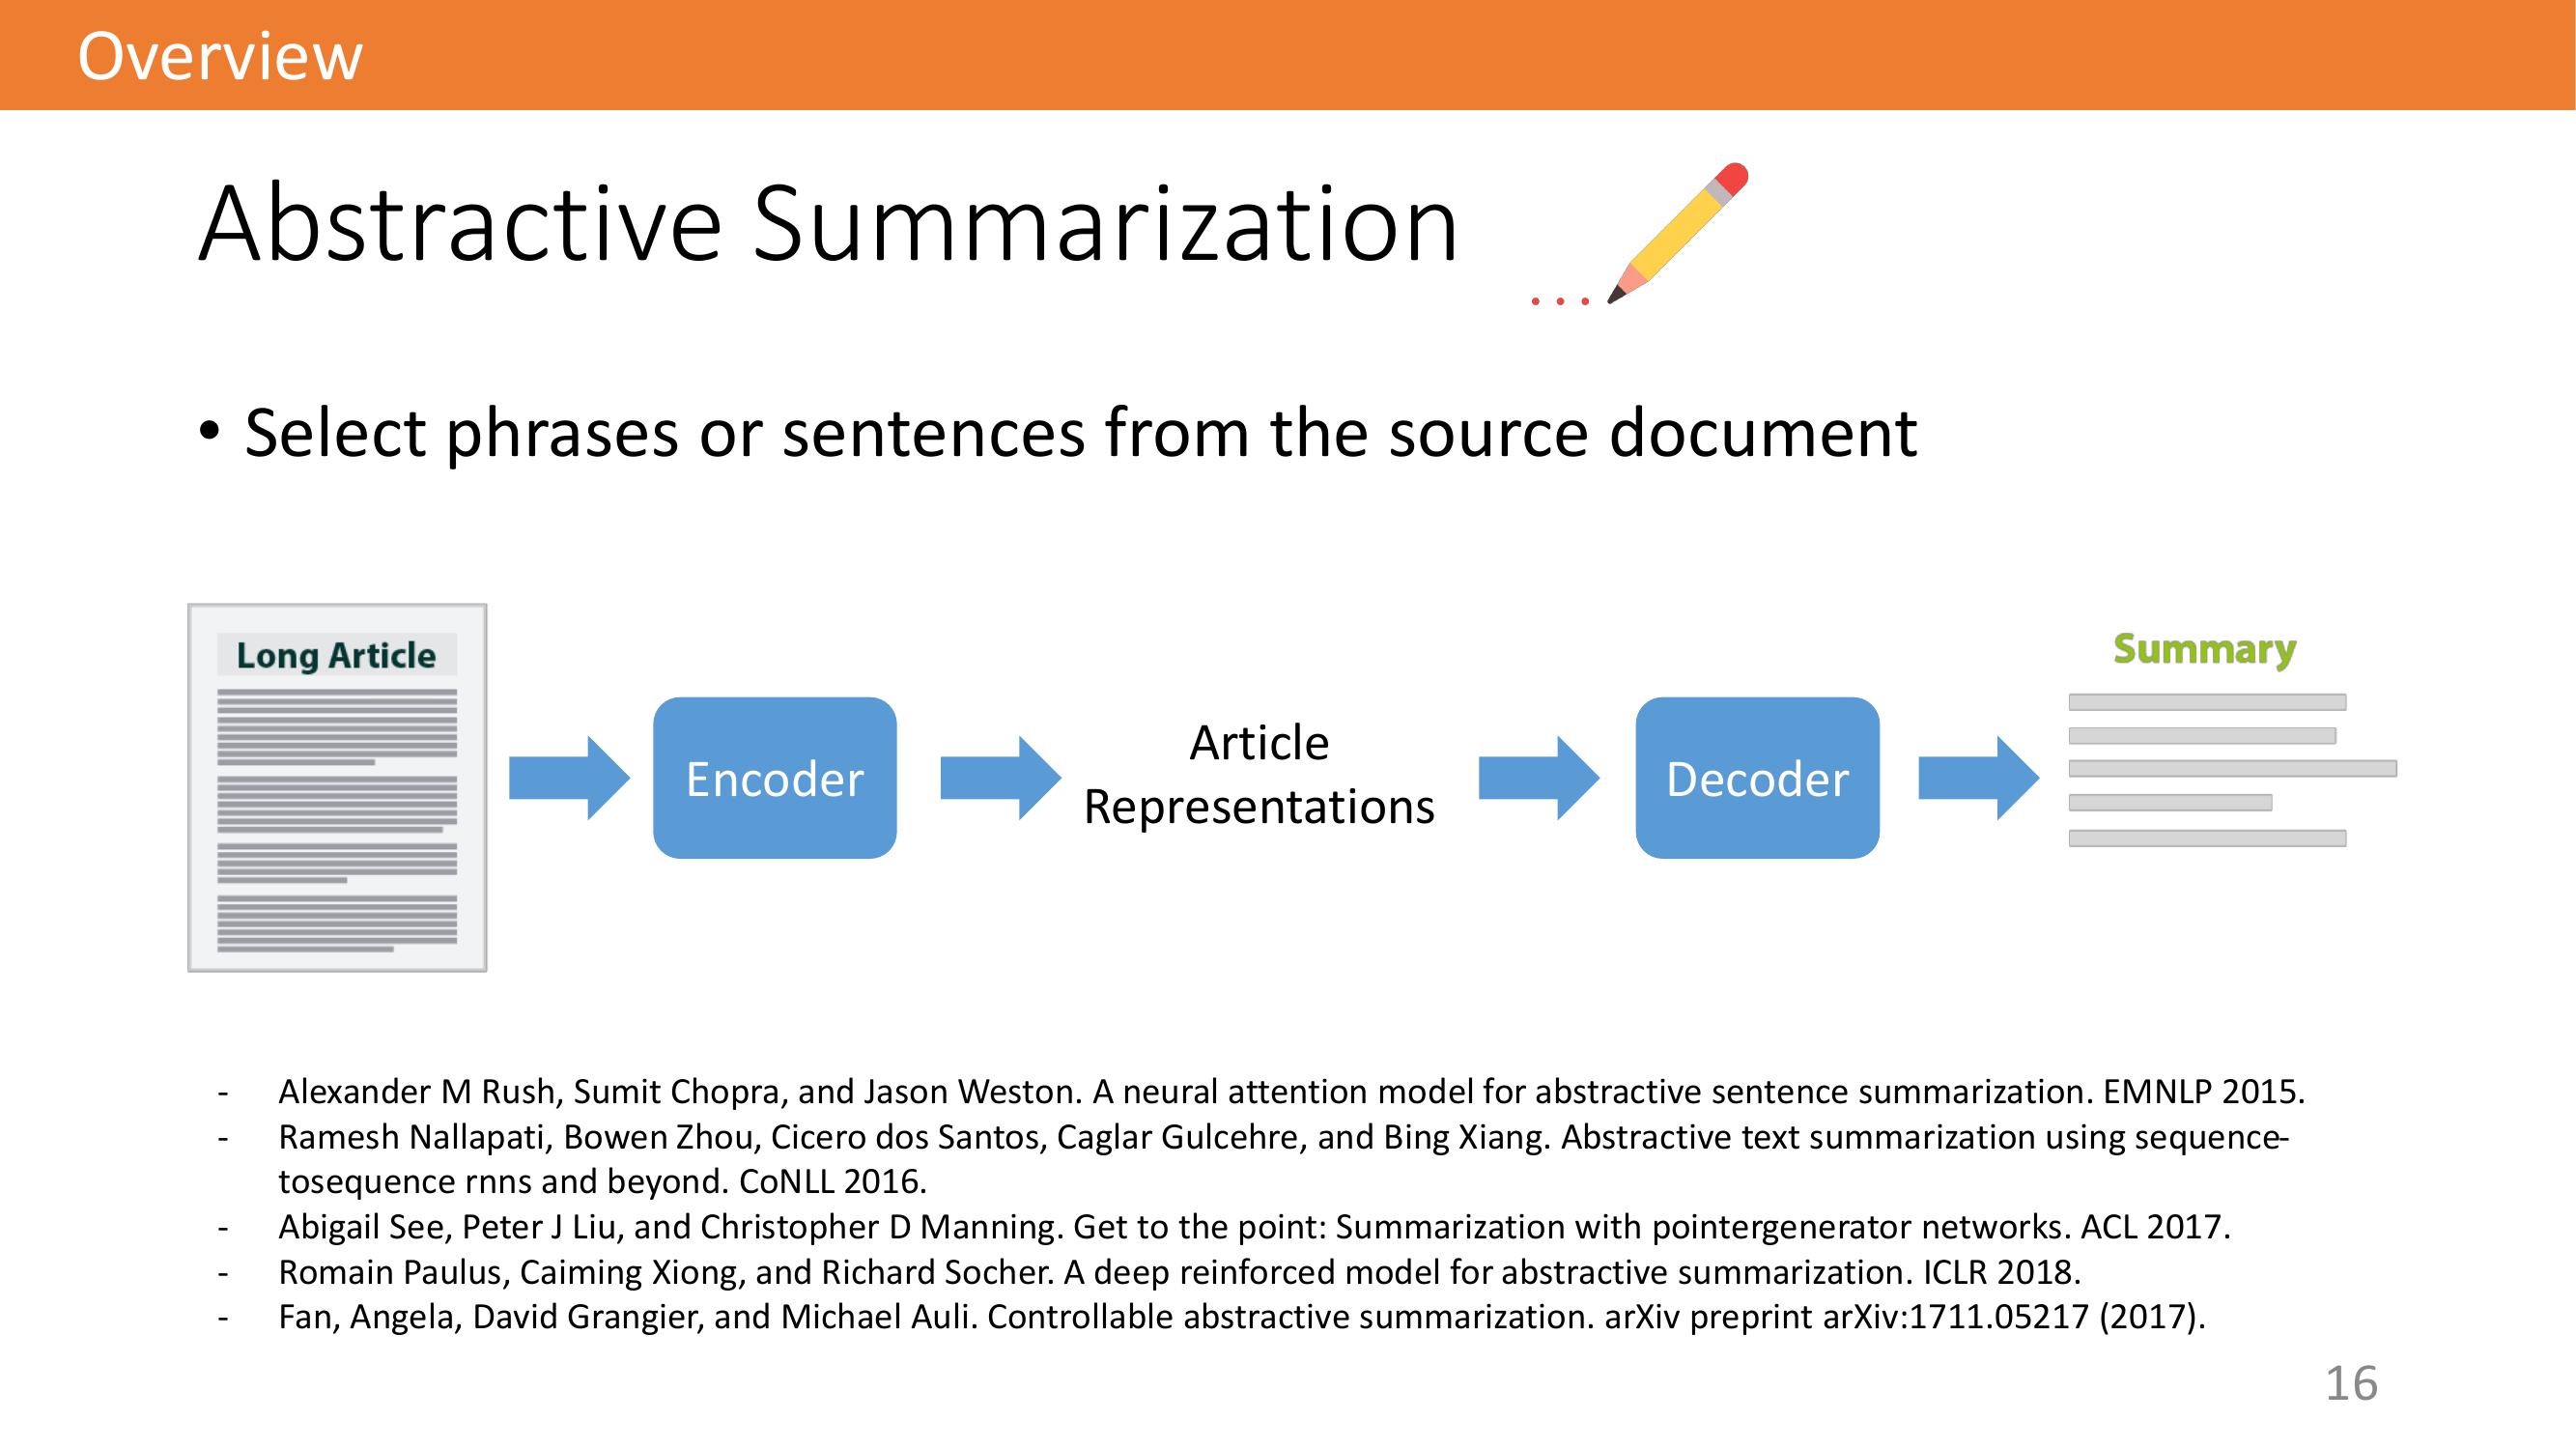 Overview
Abstractive Summarization
• Select phrases or sentences from the source document
Long Article
Encoder
Article
Representations
Decoder
Summary
- Alexander M Rush, Sumit Chopra, and Jason Weston. A neural attention model for abstractive sentence summarization. EMNLP 2015.
- Ramesh Nallapati, Bowen Zhou, Cicero dos Santos, Caglar Gulcehre, and Bing Xiang. Abstractive text summarization using sequence-
tosequence rnns and beyond. CoNLL 2016.
- Abigail See, Peter J Liu, and Christopher D Manning. Get to the point: Summarization with pointergenerator networks. ACL 2017.
- Romain Paulus, Caiming Xiong, and Richard Socher. A deep reinforced model for abstractive summarization. ICLR 2018.
- Fan, Angela, David Grangier, and Michael Auli. Controllable abstractive summarization. arXiv preprint arXiv:1711.05217 (2017).
16